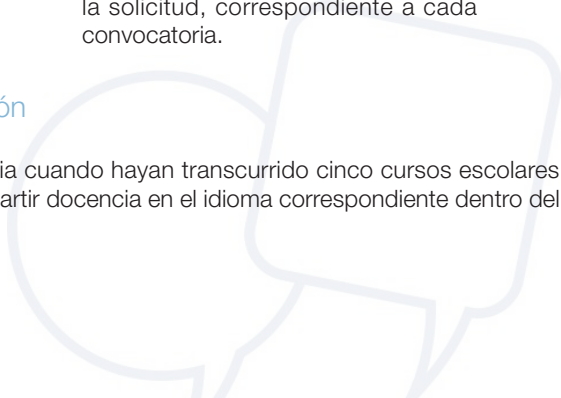 la solicitud, correspondiente a cada
convocatoria.
ón
ia cuando hayan transcurrido cinco cursos escolares
artir docencia en el idioma correspondiente dentro del